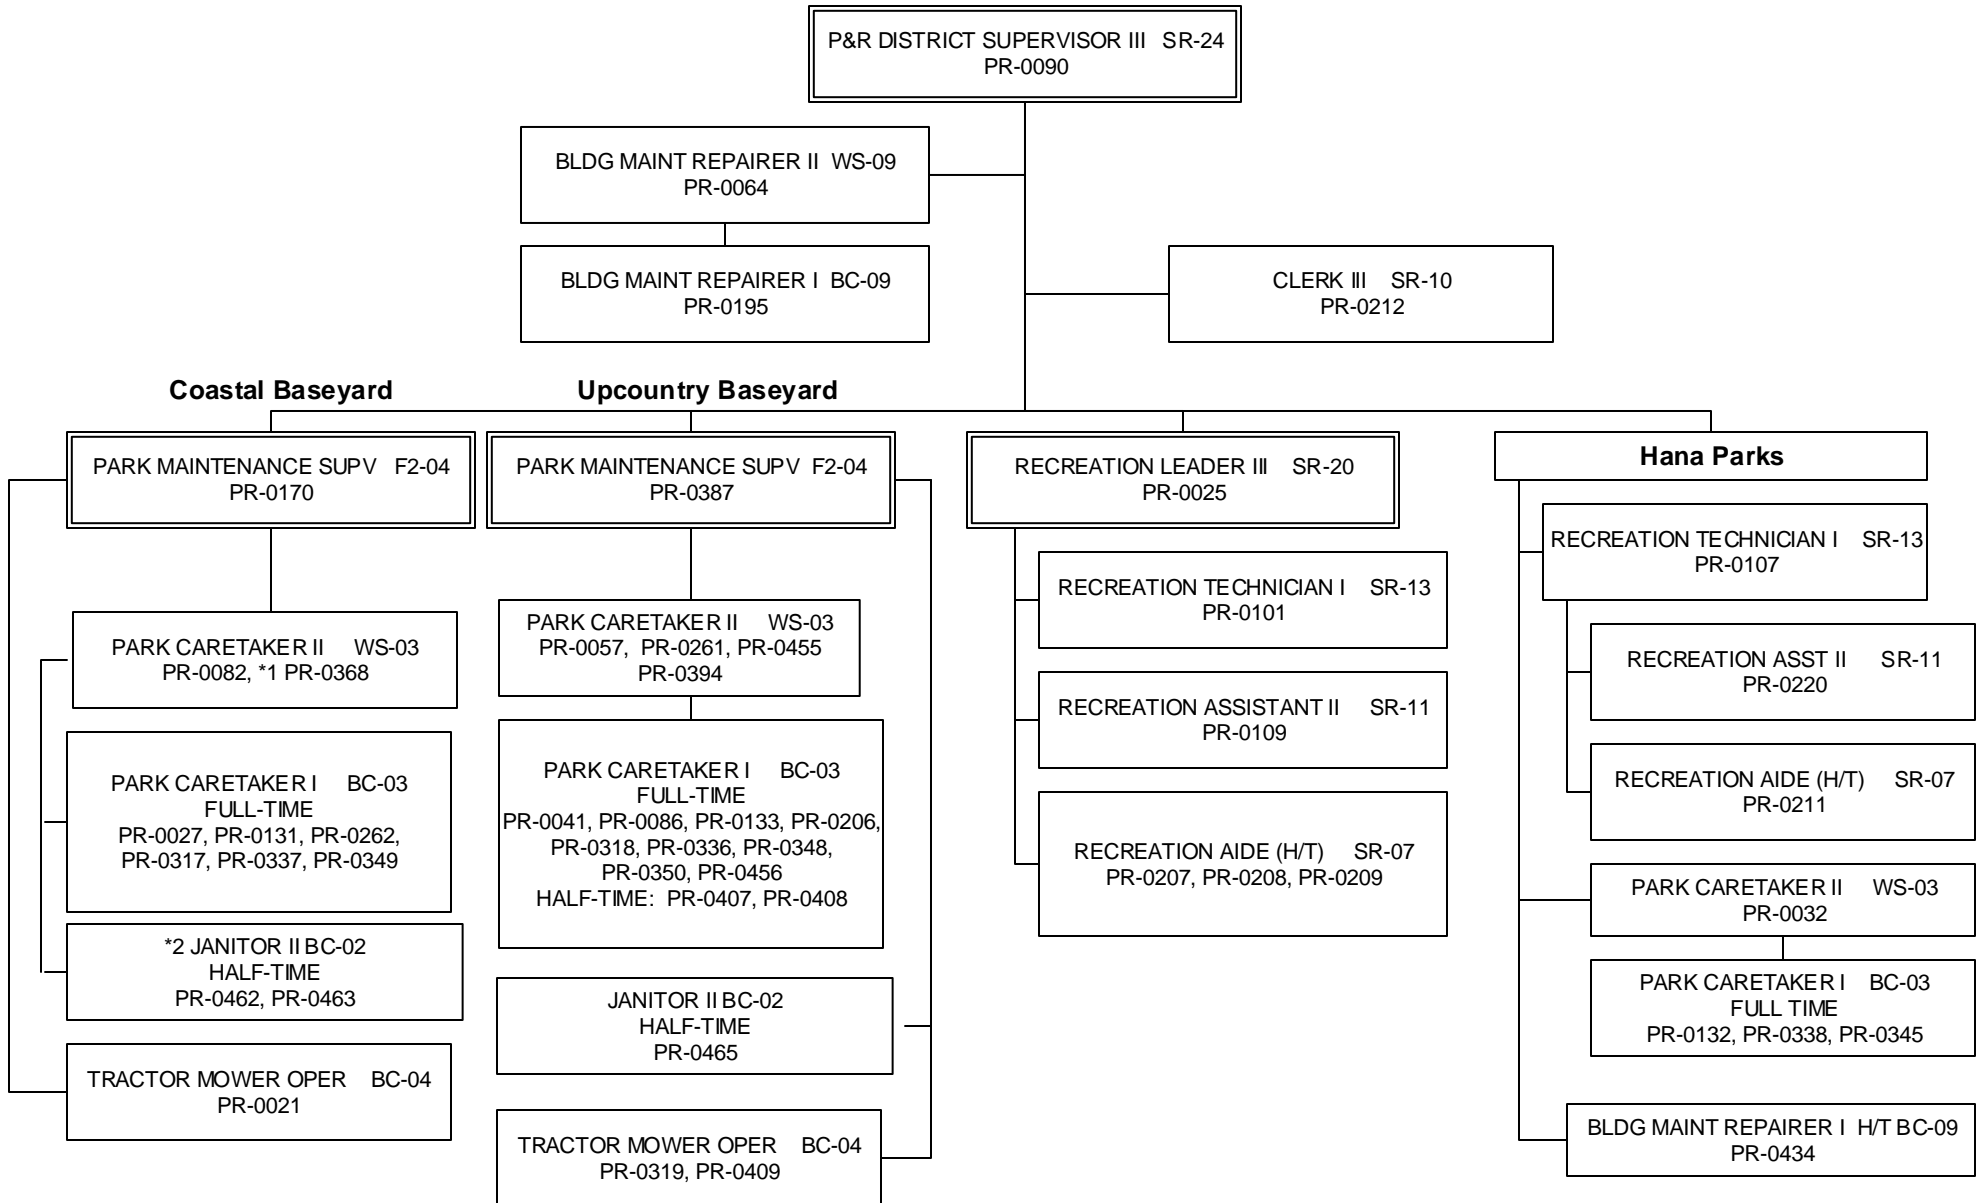 P&R DISTRICT SUPERVISOR III SR-24
PR-0090
BLDG MAINT REPAIRER II WS-09
PR-0064
BLDG MAINT REPAIRER I BC-09
PR-0195
CLERK III SR-10
PR-0212
Coastal Baseyard
Upcountry Baseyard
PARK MAINTENANCE SUPV F2-04
PR-0170
PARK CARETAKER II WS-03
PR-0082, *1 PR-0368
PARK CARETAKER I BC-03
FULL-TIME
PR-0027, PR-0131, PR-0262,
PR-0317, PR-0337, PR-0349
*2 JANITOR II BC-02
HALF-TIME
PR-0462, PR-0463
TRACTOR MOWER OPER BC-04
PR-0021
PARK MAINTENANCE SUPV F2-04
PR-0387
PARK CARETAKER II WS-03
PR-0057, PR-0261, PR-0455
PR-0394
PARK CARETAKER I BC-03
FULL-TIME
PR-0041, PR-0086, PR-0133, PR-0206,
PR-0318, PR-0336, PR-0348,
PR-0350, PR-0456
HALF-TIME: PR-0407, PR-0408
JANITOR II BC-02
HALF-TIME
PR-0465
TRACTOR MOWER OPER BC-04
PR-0319, PR-0409
RECREATION LEADER III SR-20
PR-0025
RECREATION TECHNICIAN I SR-13
PR-0101
RECREATION ASSISTANT II SR-11
PR-0109
RECREATION AIDE (H/T) SR-07
PR-0207, PR-0208, PR-0209
Hana Parks
RECREATION TECHNICIAN I SR-13
PR-0107
RECREATION ASST II SR-11
PR-0220
RECREATION AIDE (H/T) SR-07
PR-0211
PARK CARETAKER II WS-03
PR-0032
PARK CARETAKER I BC-03
FULL TIME
PR-0132, PR-0338, PR-0345
BLDG MAINT REPAIRER I H/T BC-09
PR-0434